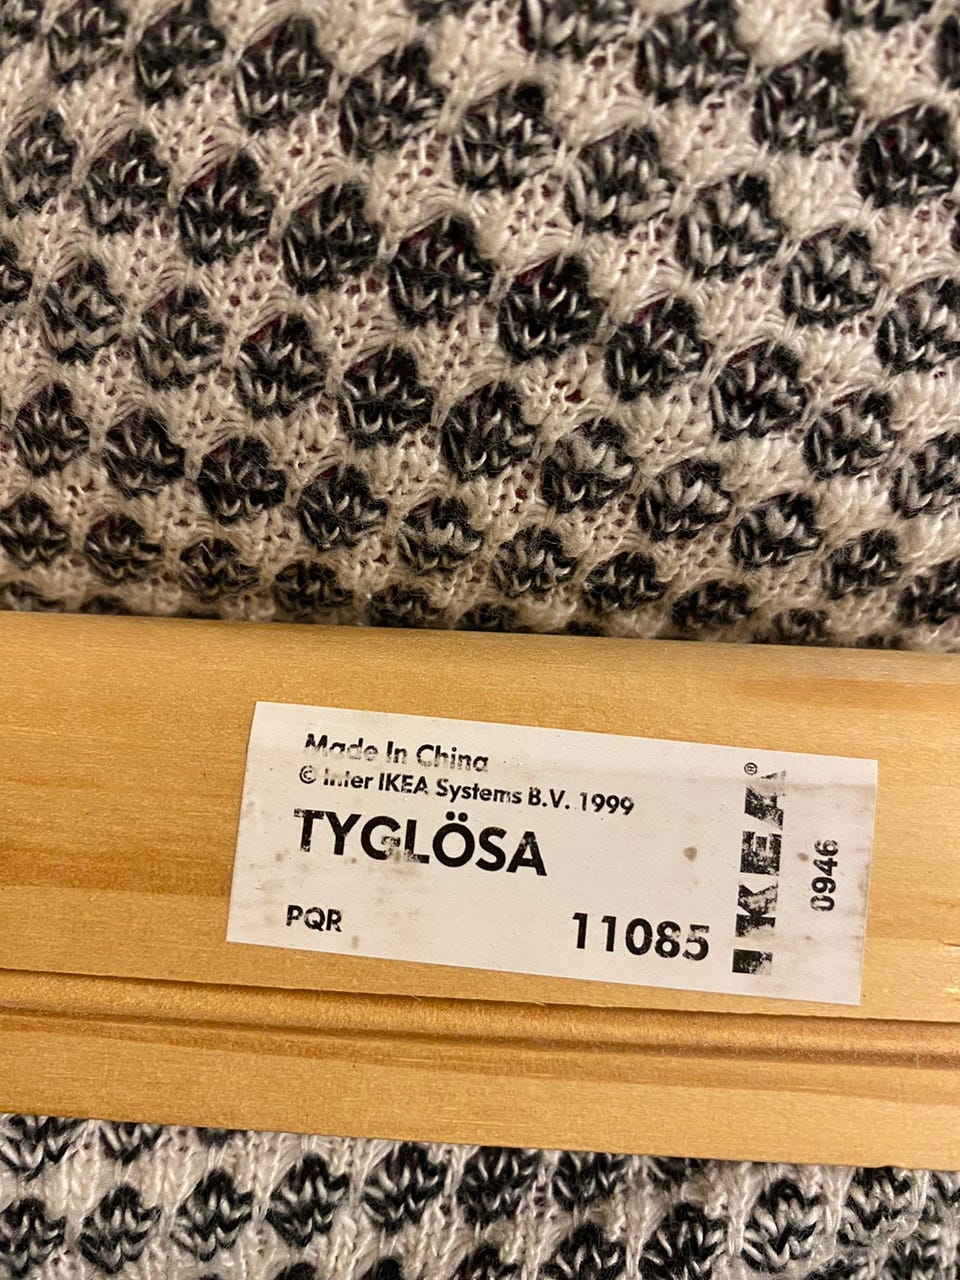 Made In China
© Inter IKEA Systems B.V. 1999
TYGLÖSA
PQR
11085
IKEA®
0946